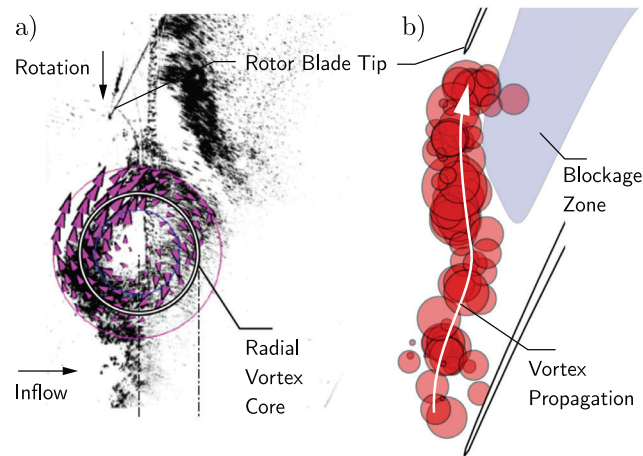 a)
Rotation
Rotor Blade Tip
Radial
Vortex
Core
Inflow
b)
Blockage
Zone
Vortex
Propagation